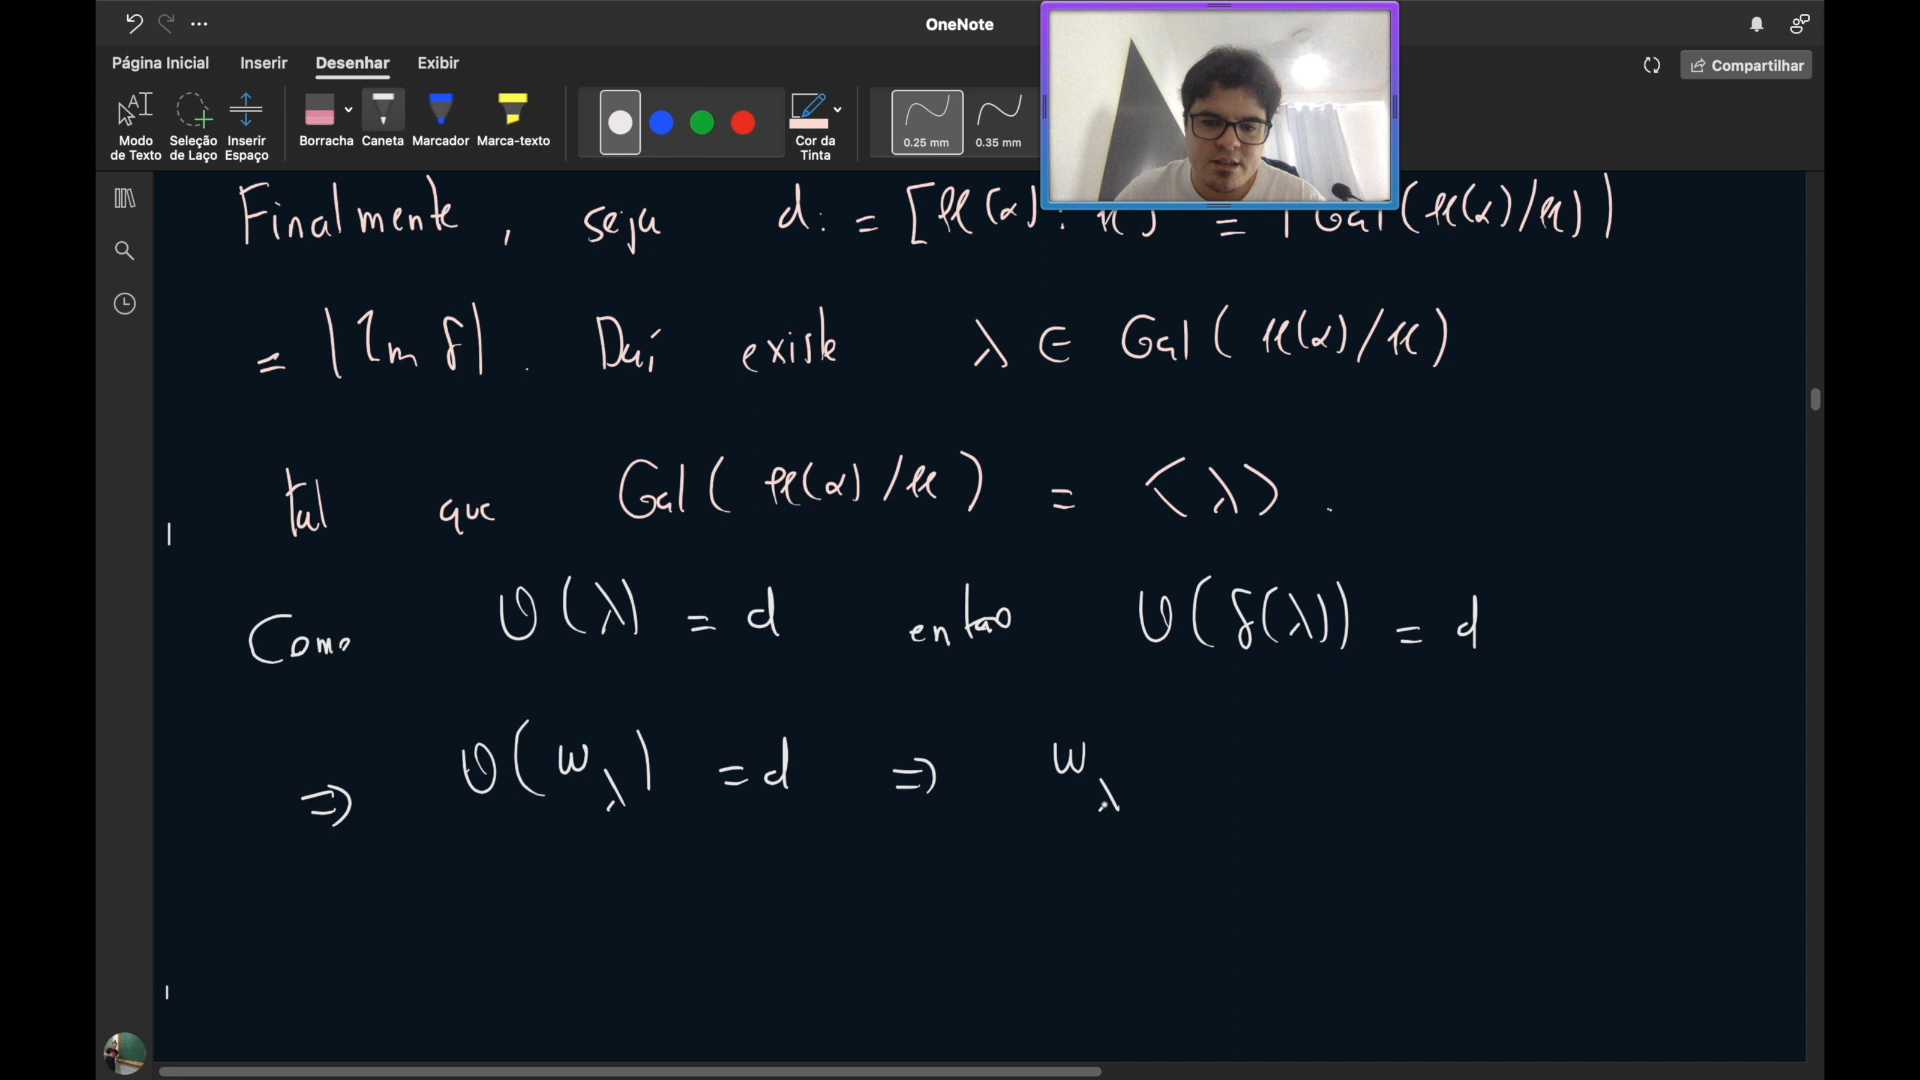 OneNote
Página Inicial Inserir Desenhar Exibir
Compartilhar
Modo de Texto Seleção de Laço Inserir Espaço Borracha Caneta Marcador Marca-texto Cor da Tinta 0.25 mm 0.35 mm
Finalmente, seja d := [K(α) : K] = |Gal(K(α)/K)|
= |Im f|. Daí existe λ ∈ Gal(K(α)/K)
tal que Gal(K(α)/K) = <λ>.
Como O(λ) = d então O(f(λ)) = d
=> O(w_λ) = d => w_λ